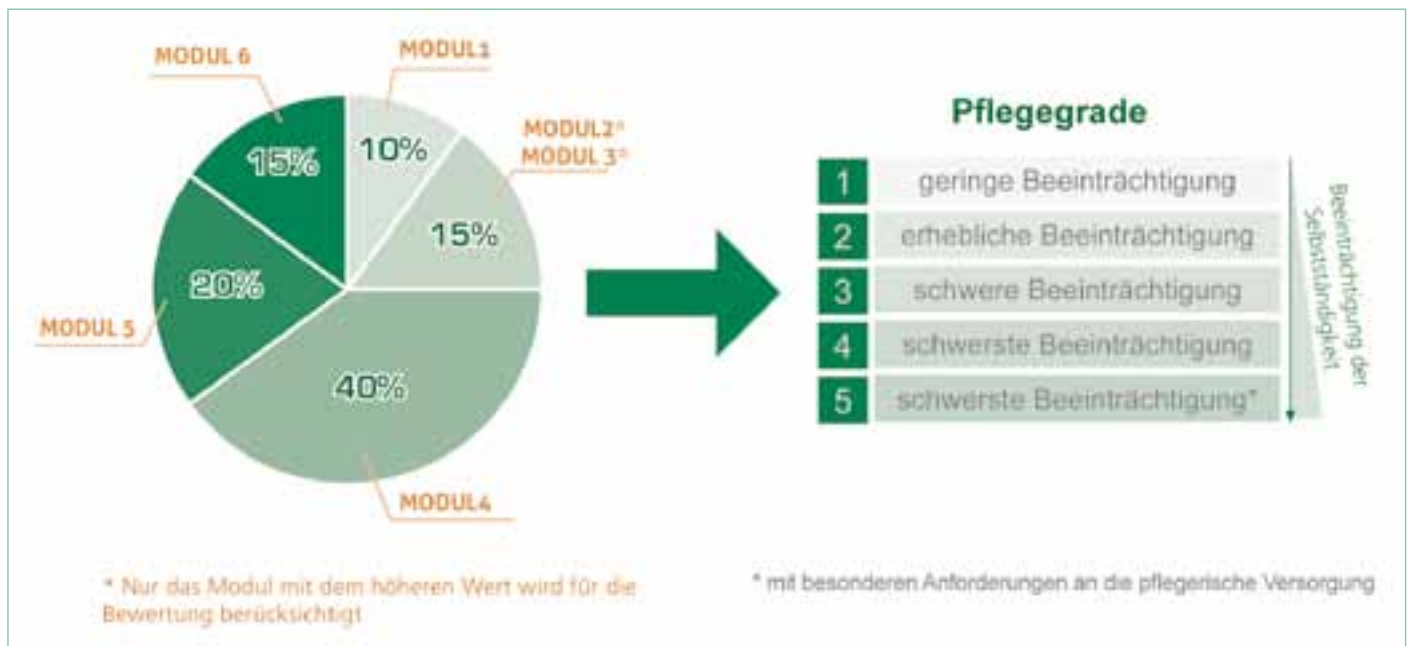 MODUL 6
MODUL1
MODUL2*
MODUL 3*
10%
15%
15%
20%
MODUL 5
40%
MODUL4
* Nur das Modul mit dem höheren Wert wird für die
Bewertung berücksichtigt
Pflegegrade
1 geringe Beeinträchtigung
2 erhebliche Beeinträchtigung
3 schwere Beeinträchtigung
4 schwerste Beeinträchtigung
5 schwerste Beeinträchtigung*
Beeinträchtigung der
Selbstständigkeit
* mit besonderen Anforderungen an die pflegerische Versorgung